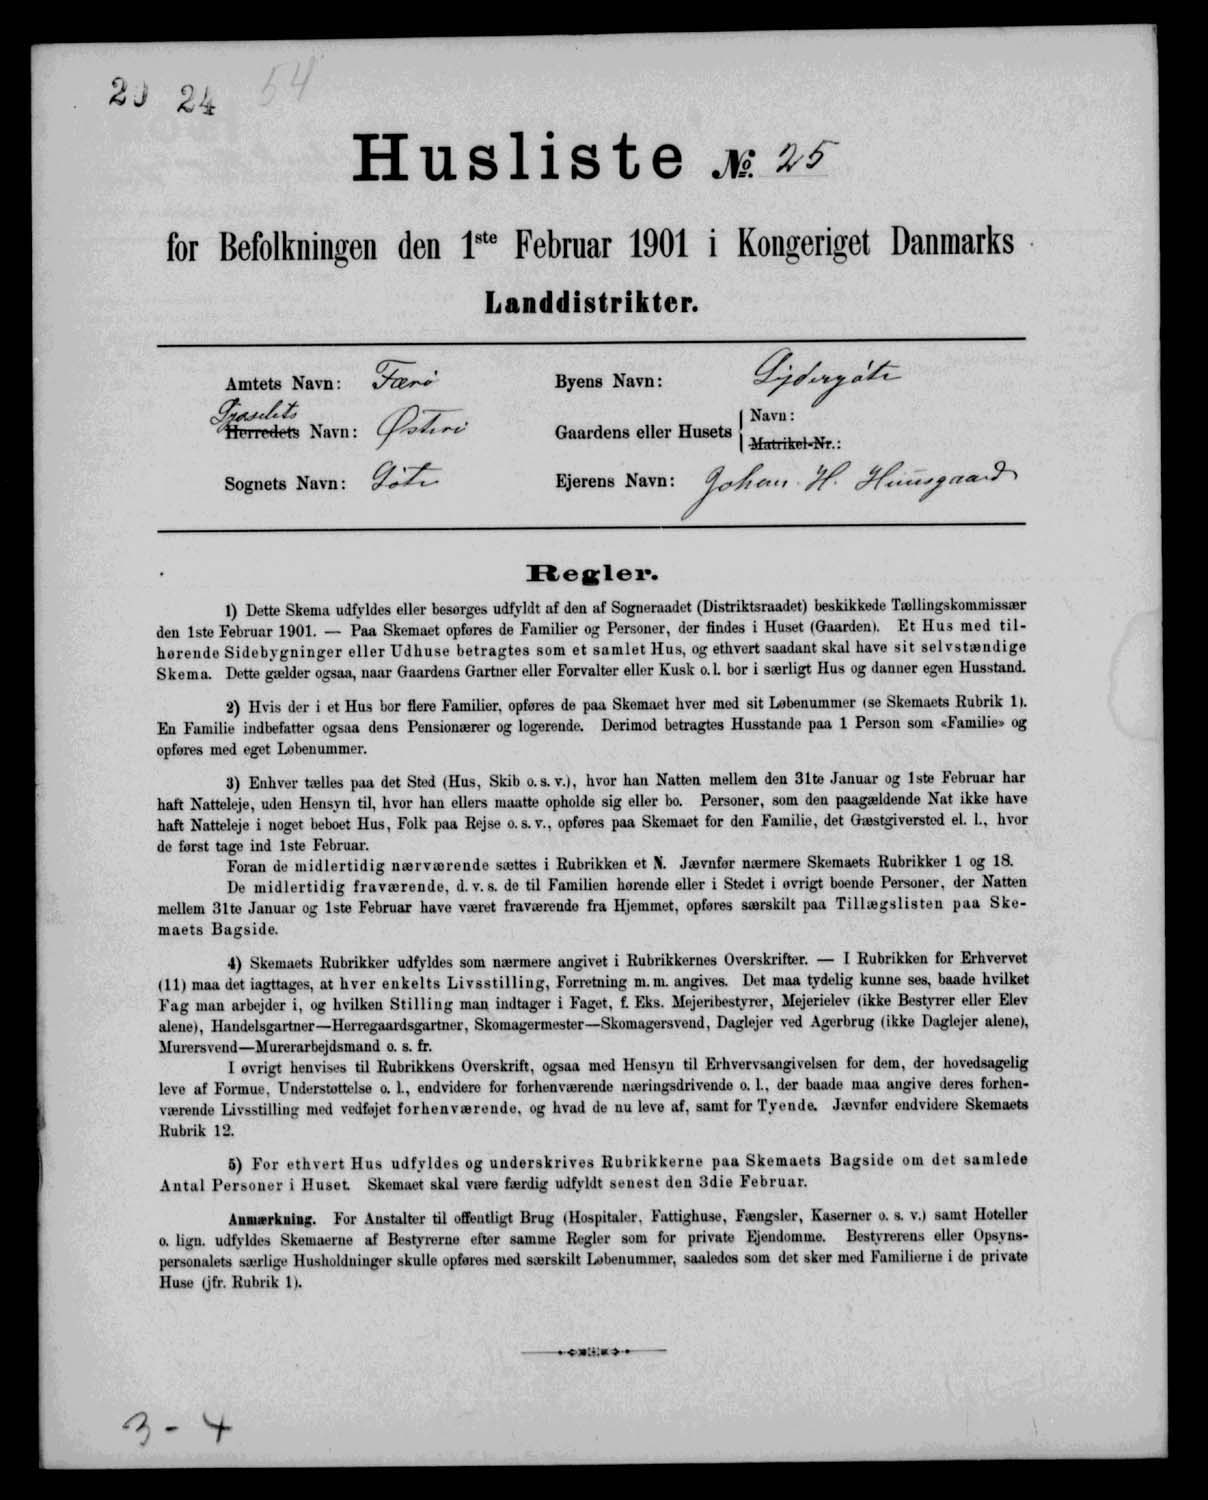 20 24 54
Husliste No. 25
for Befolkningen den 1ste Februar 1901 i Kongeriget Danmarks
Landdistrikter.
Amtets Navn: Færö
Byens Navn: Sydergöte
Sysselets
Herredets Navn: Østerö
Gaardens eller Husets
Navn:
Matrikel-Nr.:
Sognets Navn: Göte
Ejerens Navn: Johan H. Huusgaard
Regler.
1) Dette Skema udfyldes eller besørges udfyldt af den af Sogneraadet (Distriktsraadet) beskikkede Tællingskommissær
den 1ste Februar 1901. — Paa Skemaet opføres de Familier og Personer, der findes i Huset (Gaarden). Et Hus med til-
hørende Sidebygninger eller Udhuse betragtes som et samlet Hus, og ethvert saadant skal have sit selvstændige
Skema. Dette gælder ogsaa, naar Gaardens Gartner eller Forvalter eller Kusk o. l. bor i særligt Hus og danner egen Husstand.
2) Hvis der i et Hus bor flere Familier, opføres de paa Skemaet hver med sit Løbenummer (se Skemaets Rubrik 1).
En Familie indbefatter ogsaa dens Pensionærer og logerende. Derimod betragtes Husstande paa 1 Person som «Familie» og
opføres med eget Løbenummer.
3) Enhver tælles paa det Sted (Hus, Skib o. s. v.), hvor han Natten mellem den 31te Januar og 1ste Februar har
haft Natteleje, uden Hensyn til, hvor han ellers maatte opholde sig eller bo. Personer, som den paagældende Nat ikke have
haft Natteleje i noget beboet Hus, Folk paa Rejse o. s. v., opføres paa Skemaet for den Familie, det Gæstgiversted el. l., hvor
de først tage ind 1ste Februar.
Foran de midlertidig nærværende sættes i Rubrikken et N. Jævnfør nærmere Skemaets Rubrikker 1 og 18.
De midlertidig fraværende, d. v. s. de til Familien hørende eller i Stedet i øvrigt boende Personer, der Natten
mellem 31te Januar og 1ste Februar have været fraværende fra Hjemmet, opføres særskilt paa Tillægslisten paa Ske-
maets Bagside.
4) Skemaets Rubrikker udfyldes som nærmere angivet i Rubrikkernes Overskrifter. — I Rubrikken for Erhvervet
(11) maa det iagttages, at hver enkelts Livsstilling, Forretning m. m. angives. Det maa tydelig kunne ses, baade hvilket
Fag man arbejder i, og hvilken Stilling man indtager i Faget, f. Eks. Mejeribestyrer, Mejerielev (ikke Bestyrer eller Elev
alene), Handelsgartner—Herregaardsgartner, Skomagermester—Skomagersvend, Daglejer ved Agerbrug (ikke Daglejer alene),
Murersvend—Murerarbejdsmand o. s. fr.
I øvrigt henvises til Rubrikkens Overskrift, ogsaa med Hensyn til Erhvervsangivelsen for dem, der hovedsagelig
leve af Formue, Understøttelse o. l., endvidere for forhenværende næringsdrivende o. l., der baade maa angive deres forhen-
værende Livsstilling med vedføjet forhenværende, og hvad de nu leve af, samt for Tyende. Jævnfør endvidere Skemaets
Rubrik 12.
5) For ethvert Hus udfyldes og underskrives Rubrikkerne paa Skemaets Bagside om det samlede
Antal Personer i Huset. Skemaet skal være færdig udfyldt senest den 3die Februar.
Anmærkning. For Anstalter til offentligt Brug (Hospitaler, Fattighuse, Fængsler, Kaserner o. s. v.) samt Hoteller
o. lign. udfyldes Skemaerne af Bestyrerne efter samme Regler som for private Ejendomme. Bestyrerens eller Opsyns-
personalets særlige Husholdninger skulle opføres med særskilt Løbenummer, saaledes som det sker med Familierne i de private
Huse (jfr. Rubrik 1).
3 - 4